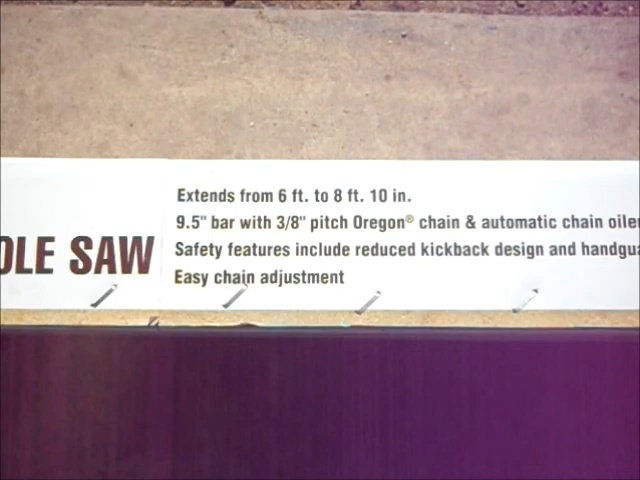 OLE SAW
Extends from 6 ft. to 8 ft. 10 in.
9.5" bar with 3/8" pitch Oregon® chain & automatic chain oiler
Safety features include reduced kickback design and handgua
Easy chain adjustment